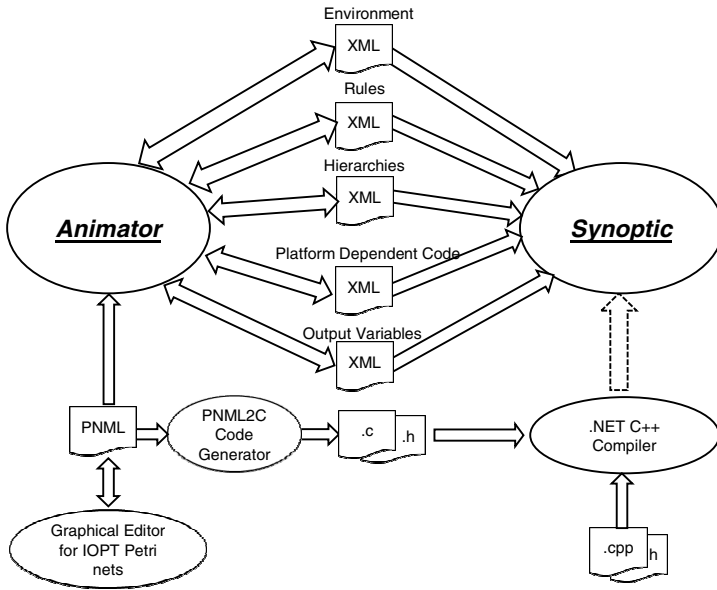 Environment
XML
Rules
XML
Hierarchies
XML
Animator
Synoptic
Platform Dependent Code
XML
Output Variables
XML
PNML
PNML2C
Code
Generator
.c
.h
.NET C++
Compiler
Graphical Editor
for IOPT Petri
nets
.cpp
h